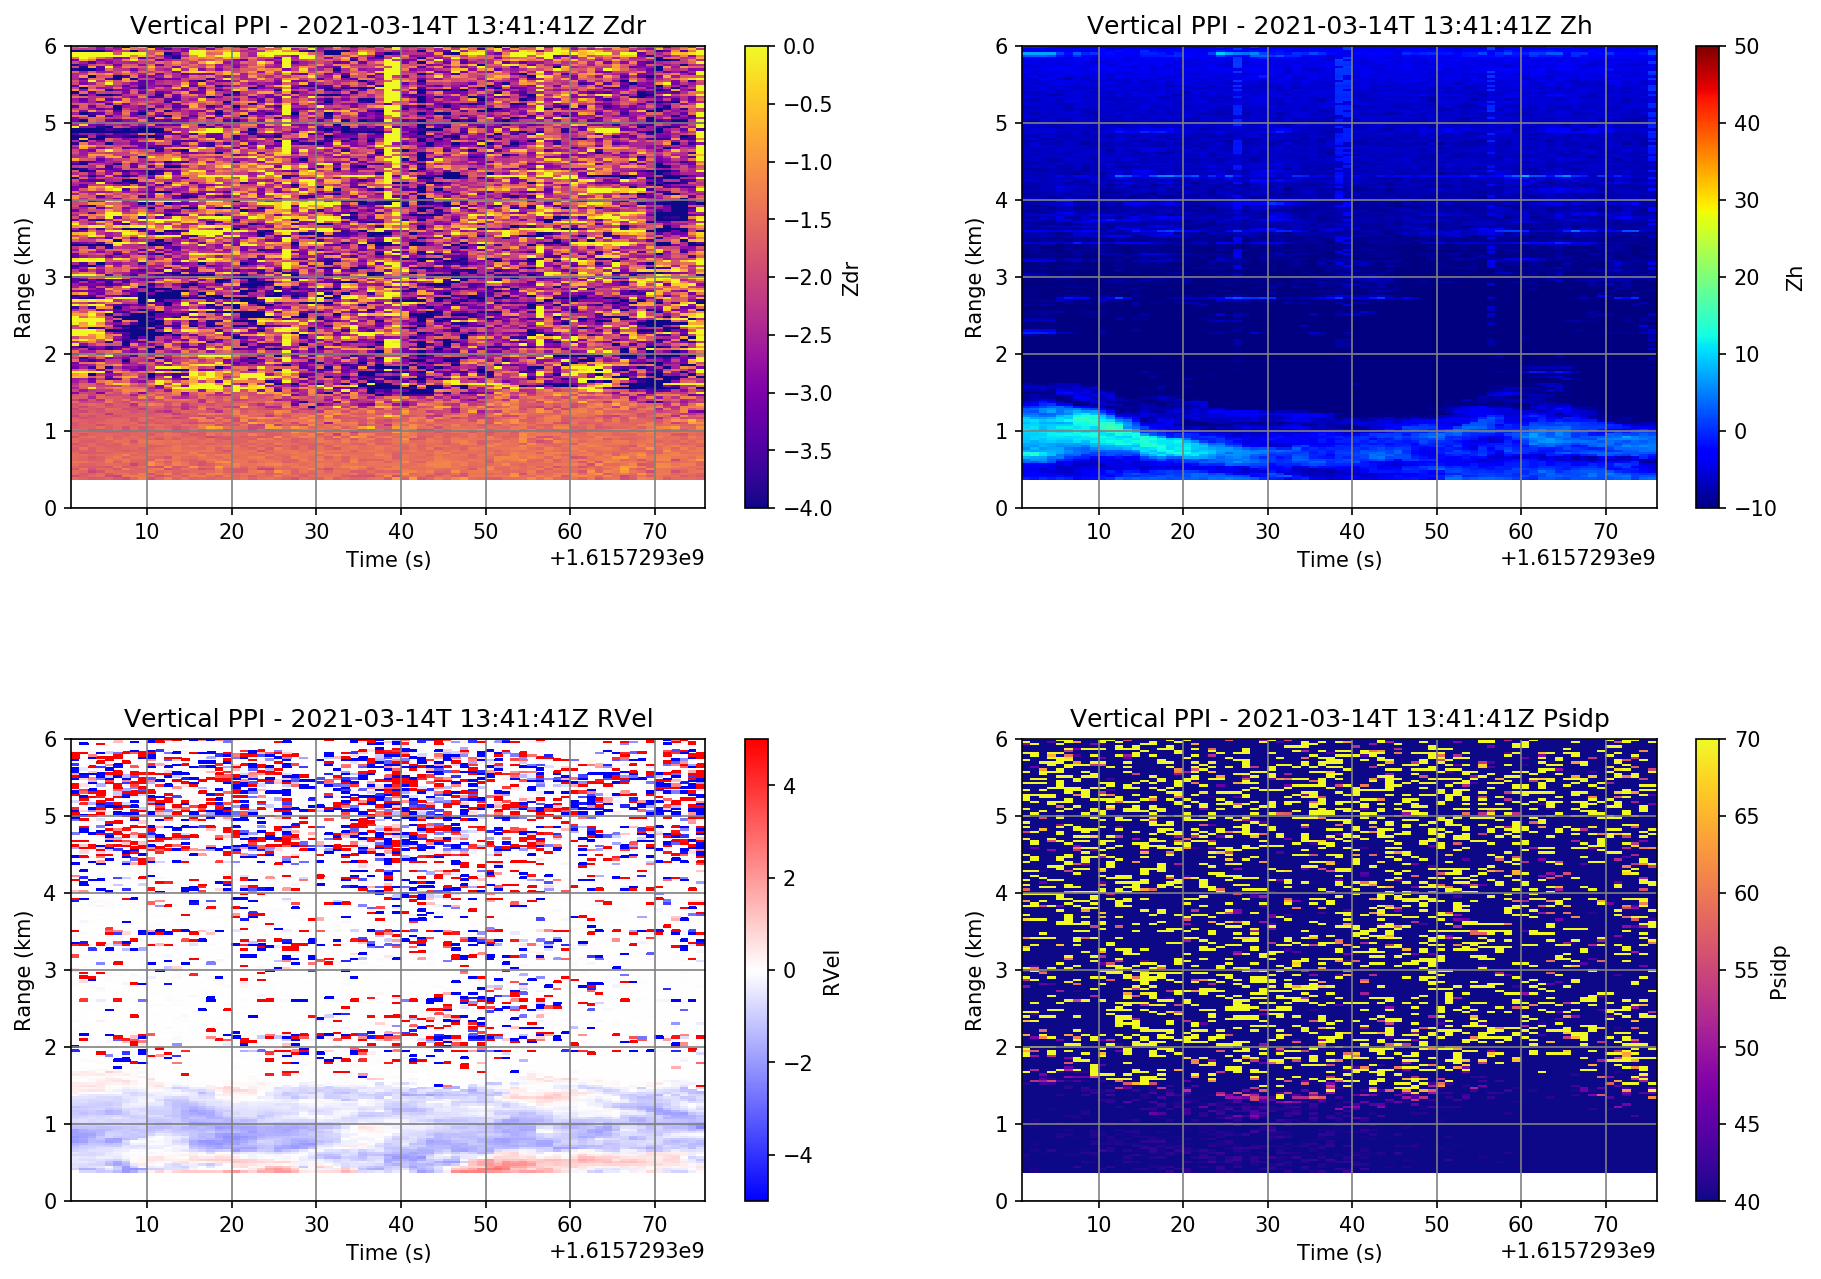 Vertical PPI - 2021-03-14T 13:41:41Z Zdr
6
5
4
3
2
1
0
Range (km)
10 20 30 40 50 60 70
Time (s)
+1.6157293e9
0.0
−0.5
−1.0
−1.5
−2.0
−2.5
−3.0
−3.5
−4.0
Zdr
Vertical PPI - 2021-03-14T 13:41:41Z Zh
6
5
4
3
2
1
0
Range (km)
10 20 30 40 50 60 70
Time (s)
+1.6157293e9
50
40
30
20
10
0
−10
Zh
Vertical PPI - 2021-03-14T 13:41:41Z RVel
6
5
4
3
2
1
0
Range (km)
10 20 30 40 50 60 70
Time (s)
+1.6157293e9
4
2
0
−2
−4
RVel
Vertical PPI - 2021-03-14T 13:41:41Z Psidp
6
5
4
3
2
1
0
Range (km)
10 20 30 40 50 60 70
Time (s)
+1.6157293e9
70
65
60
55
50
45
40
Psidp